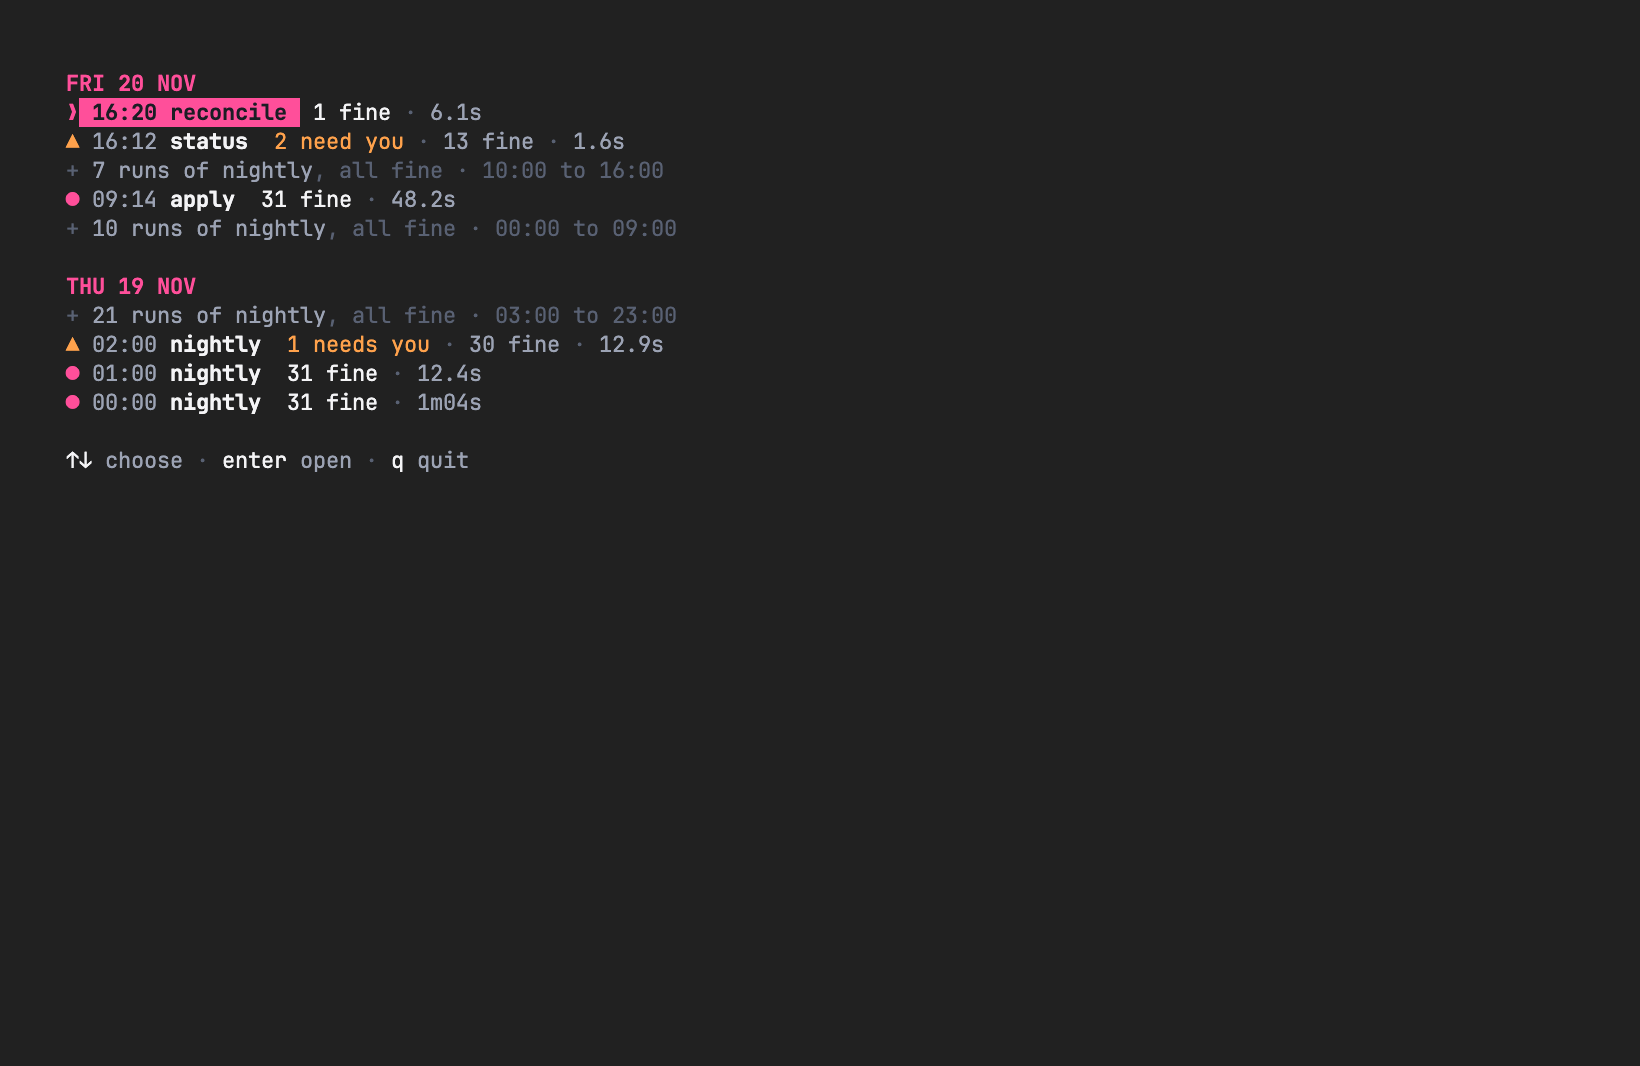 FRI 20 NOV
❯ 16:20 reconcile 1 fine · 6.1s
▲ 16:12 status 2 need you · 13 fine · 1.6s
+ 7 runs of nightly, all fine · 10:00 to 16:00
● 09:14 apply 31 fine · 48.2s
+ 10 runs of nightly, all fine · 00:00 to 09:00
THU 19 NOV
+ 21 runs of nightly, all fine · 03:00 to 23:00
▲ 02:00 nightly 1 needs you · 30 fine · 12.9s
● 01:00 nightly 31 fine · 12.4s
● 00:00 nightly 31 fine · 1m04s
↑↓ choose · enter open · q quit